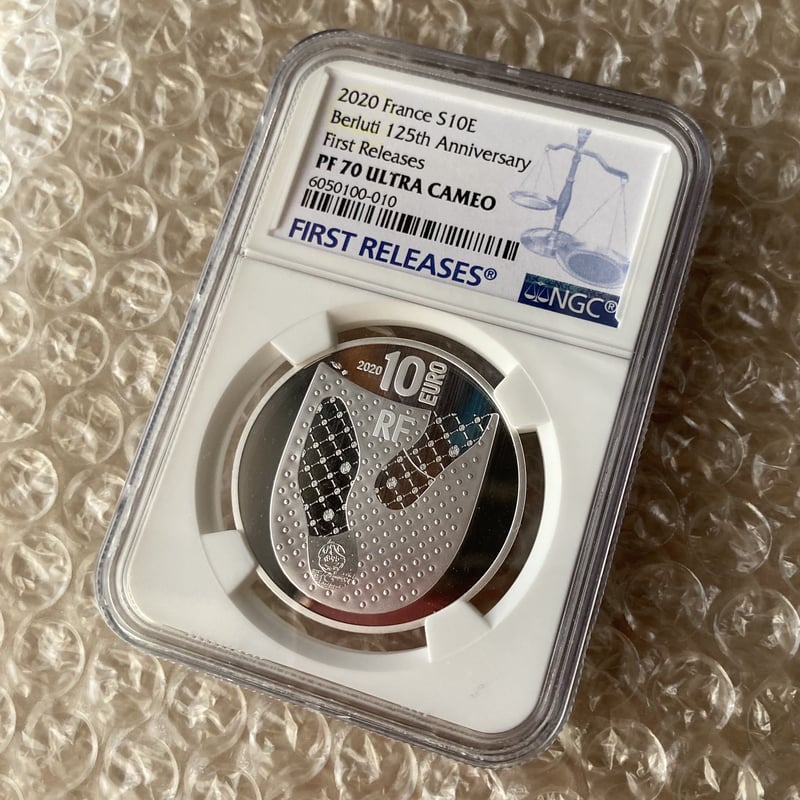 2020 France S10E
Berluti 125th Anniversary
First Releases
PF 70 ULTRA CAMEO
6050100-010
FIRST RELEASES®
NGC®
2020 10 EURO
RF